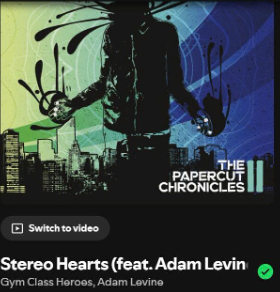 THE
PAPERCUT
CHRONICLES II
Switch to video
Stereo Hearts (feat. Adam Levin
Gym Class Heroes, Adam Levine